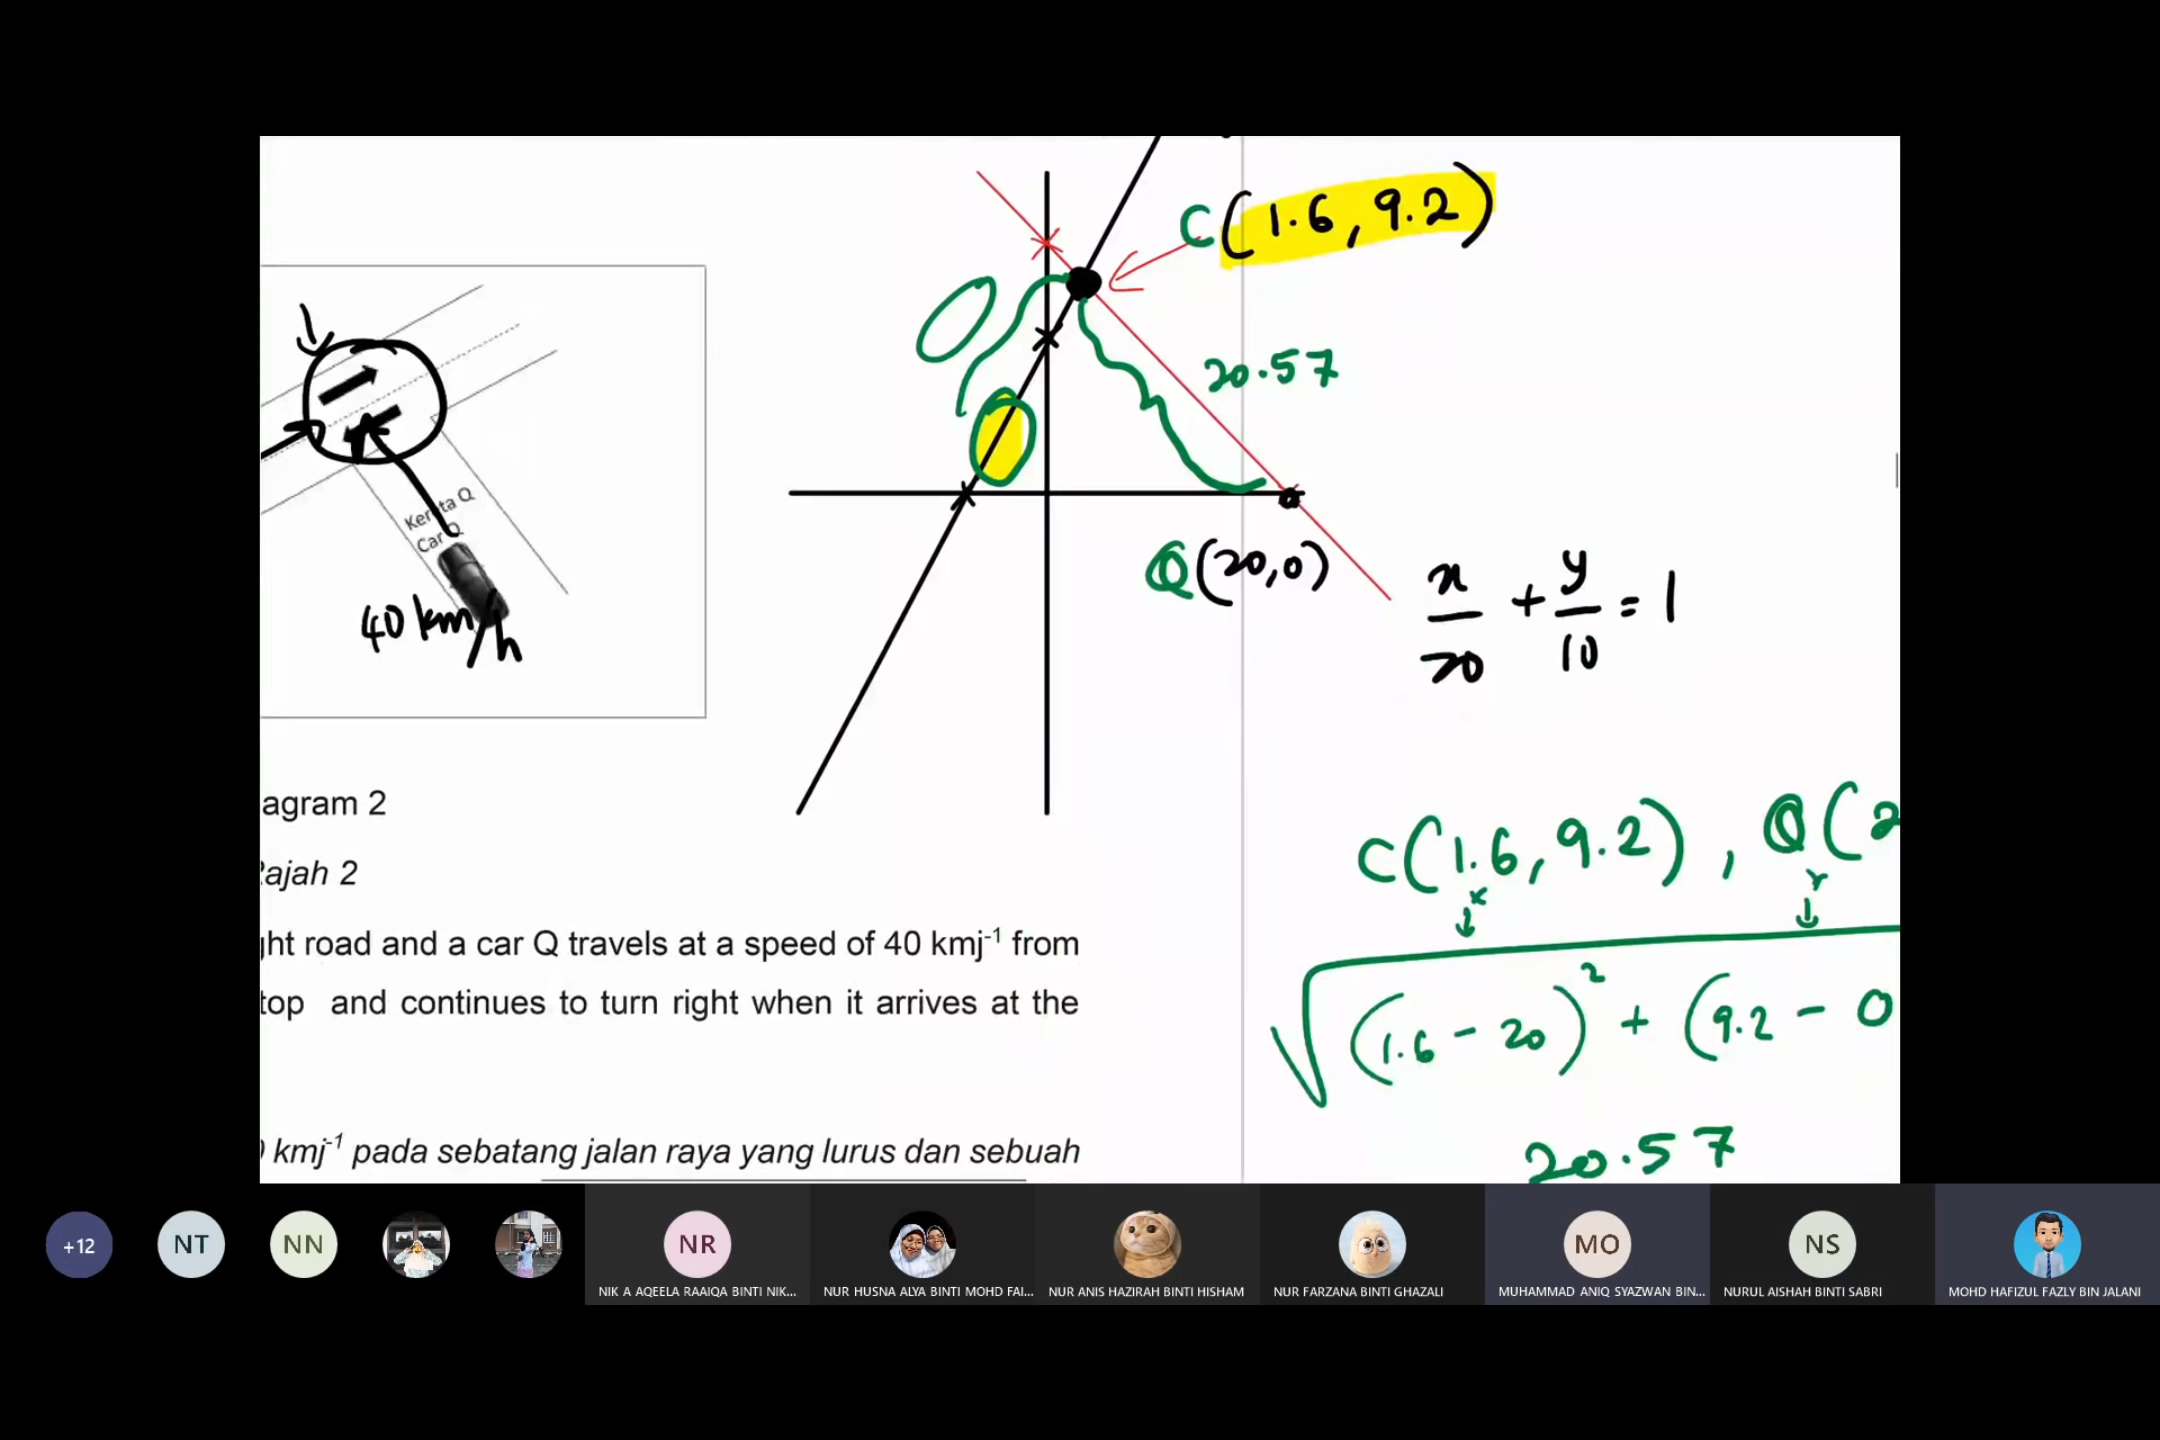 C(1.6, 9.2)
20.57
Kereta Q
Car Q
40 km/h
Q(20,0)
x/20 + y/10 = 1
agram 2
C(1.6, 9.2), Q(2
x
Y
Rajah 2
ght road and a car Q travels at a speed of 40 kmj⁻¹ from
top and continues to turn right when it arrives at the
√(1.6 - 20)² + (9.2 - 0
0 kmj⁻¹ pada sebatang jalan raya yang lurus dan sebuah
20.57
+12
NT
NN
NR
MO
NS
NIK A AQEELA RAAIQA BINTI NIK...
NUR HUSNA ALYA BINTI MOHD FAI...
NUR ANIS HAZIRAH BINTI HISHAM
NUR FARZANA BINTI GHAZALI
MUHAMMAD ANIQ SYAZWAN BIN...
NURUL AISHAH BINTI SABRI
MOHD HAFIZUL FAZLY BIN JALANI